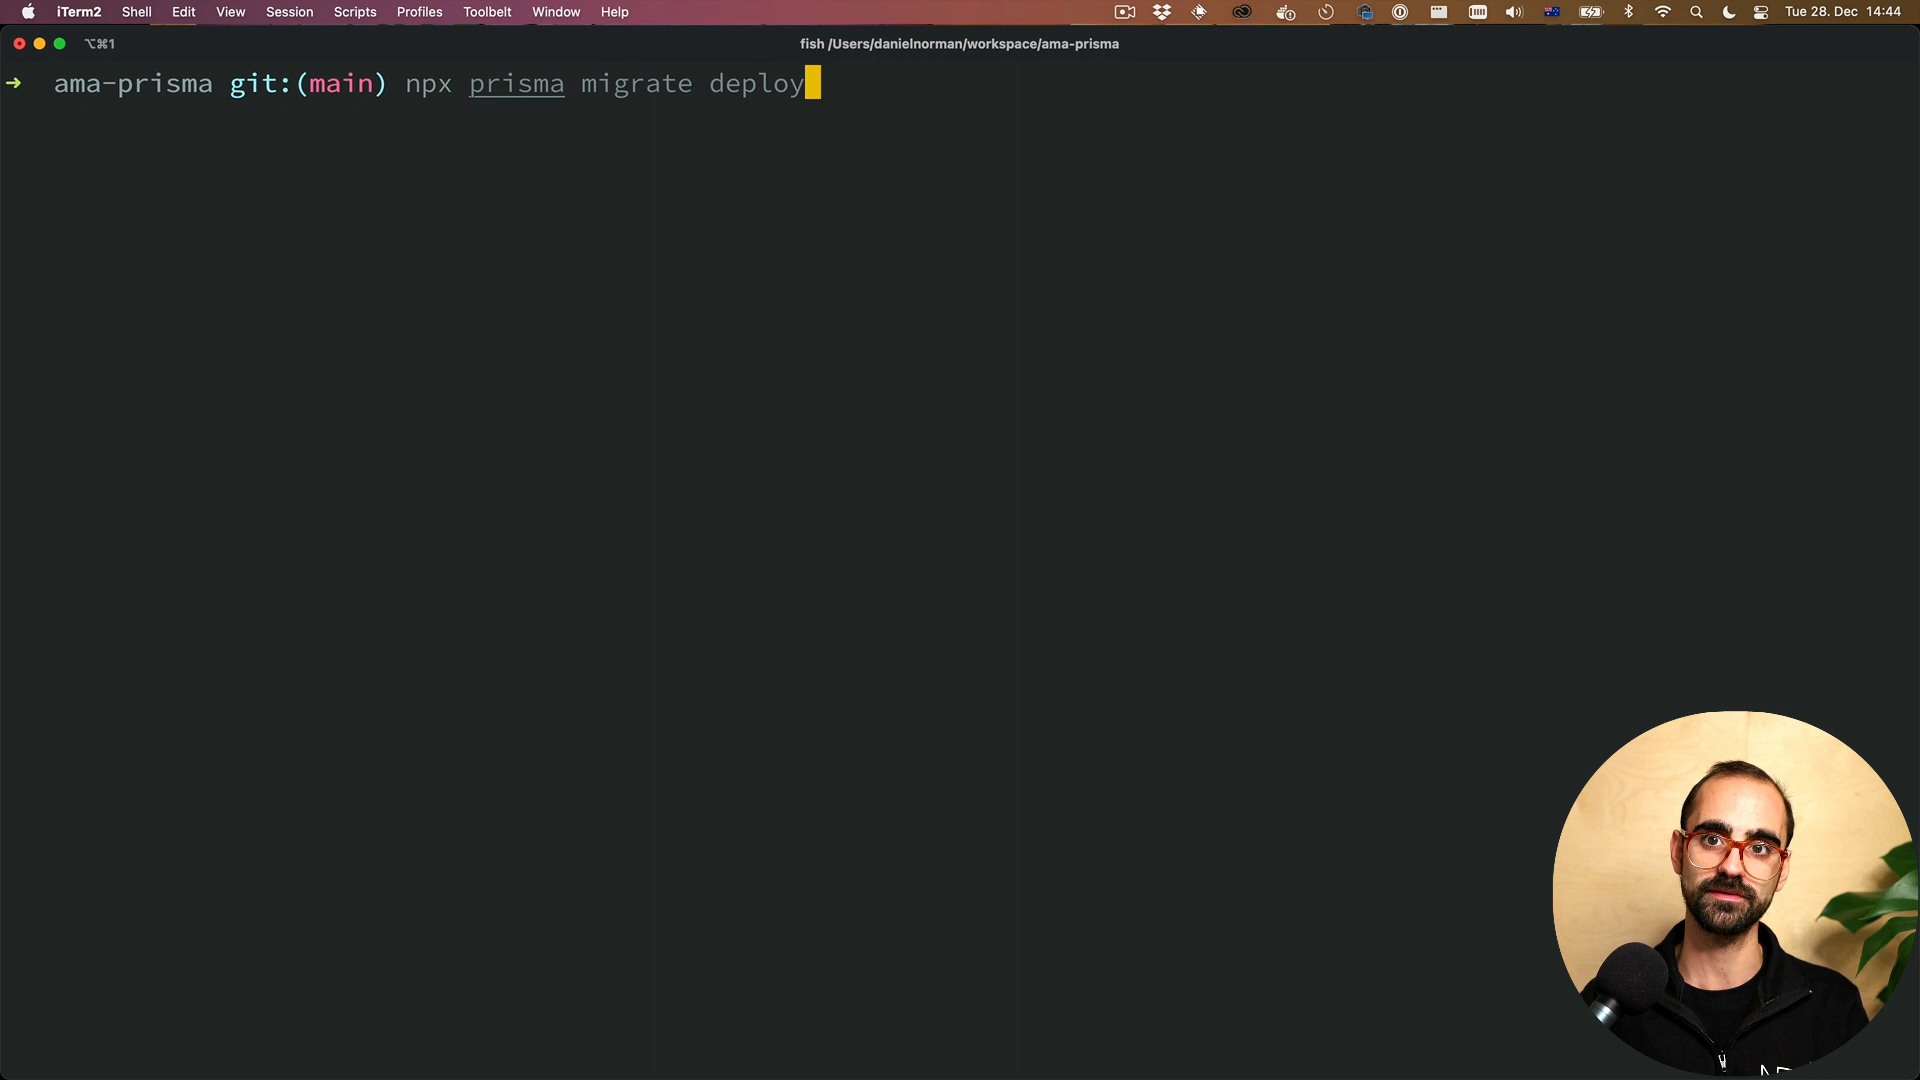 iTerm2 Shell Edit View Session Scripts Profiles Toolbelt Window Help Tue 28. Dec 14:44
⌥⌘1 fish /Users/danielnorman/workspace/ama-prisma
→ ama-prisma git:(main) npx prisma migrate deploy